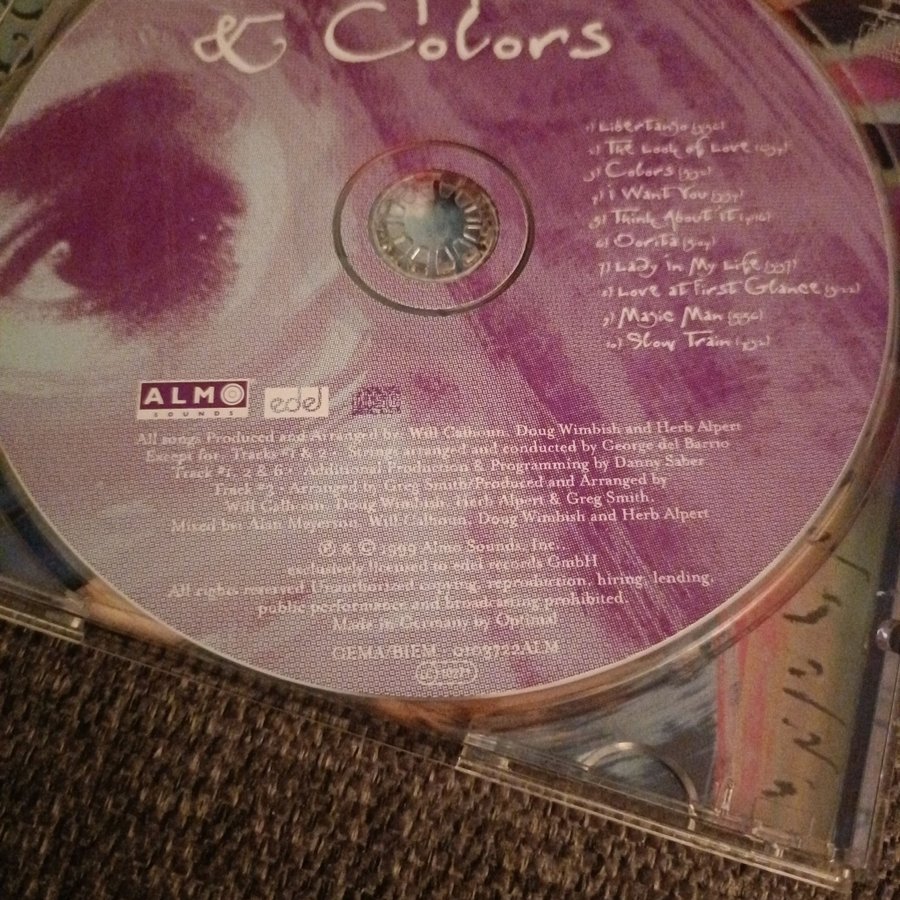 & Colors
1) Libertango
2) The Look of Love
3) Colors
4) I Want You
5) Think About It
6) Oorita
7) Lady in My Life
8) Love at First Glance
9) Magic Man
10) Slow Train
ALMO
SOUNDS
edel
All songs Produced and Arranged by: Will Calhoun, Doug Wimbish and Herb Alpert
Except for: Tracks #1 & 2 - Strings arranged and conducted by George del Barrio
Track #1, 2 & 6 - Additional Production & Programming by Danny Saber
Track #3 - Arranged by Greg Smith/Produced and Arranged by
Will Calhoun, Doug Wimbish, Herb Alpert & Greg Smith.
Mixed by: Alan Meyerson, Will Calhoun, Doug Wimbish and Herb Alpert
℗ & © 1999 Almo Sounds, Inc.,
exclusively licensed to edel records GmbH
All rights reserved. Unauthorized copying, reproduction, hiring, lending,
public performance and broadcasting prohibited.
Made in Germany by Optimal
GEMA/BIEM 0103722ALM